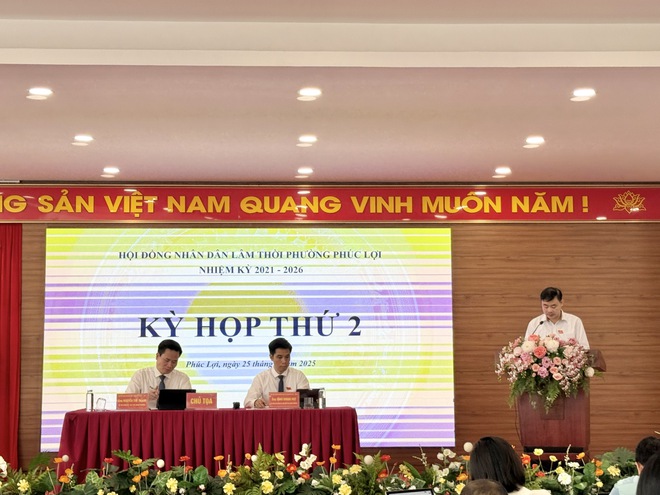 NG SẢN VIỆT NAM QUANG VINH MUÔN NĂM !
HỘI ĐỒNG NHÂN DÂN LÂM THỜI PHƯỜNG PHÚC LỢI
NHIỆM KỲ 2021 - 2026
KỲ HỌP THỨ 2
Phúc Lợi, ngày 25 tháng 2025
CHỦ TỌA